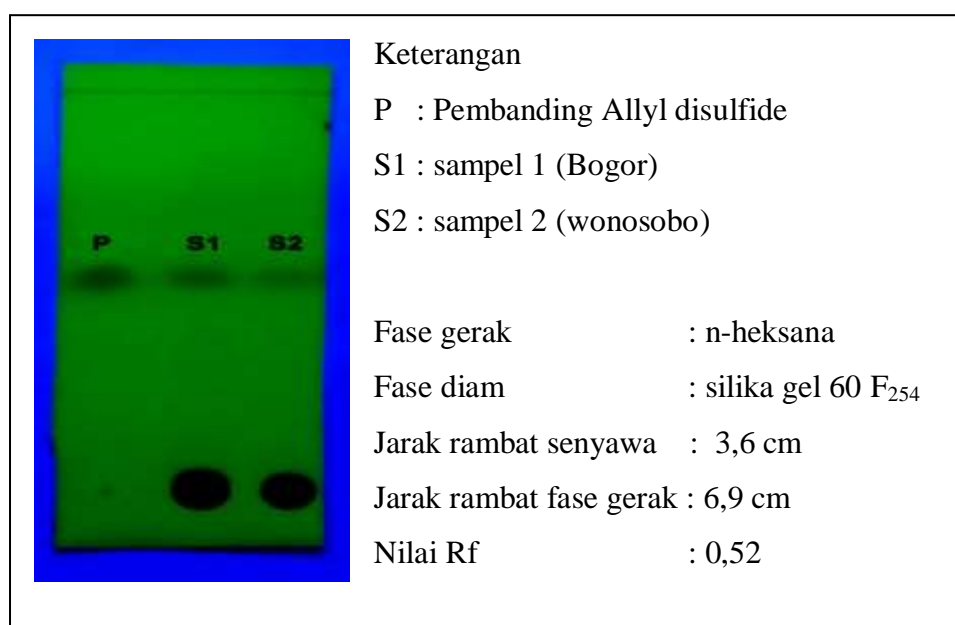 Keterangan
P : Pembanding Allyl disulfide
S1 : sampel 1 (Bogor)
S2 : sampel 2 (wonosobo)
P S1 S2
Fase gerak : n-heksana
Fase diam : silika gel 60 F₂₅₄
Jarak rambat senyawa : 3,6 cm
Jarak rambat fase gerak : 6,9 cm
Nilai Rf : 0,52